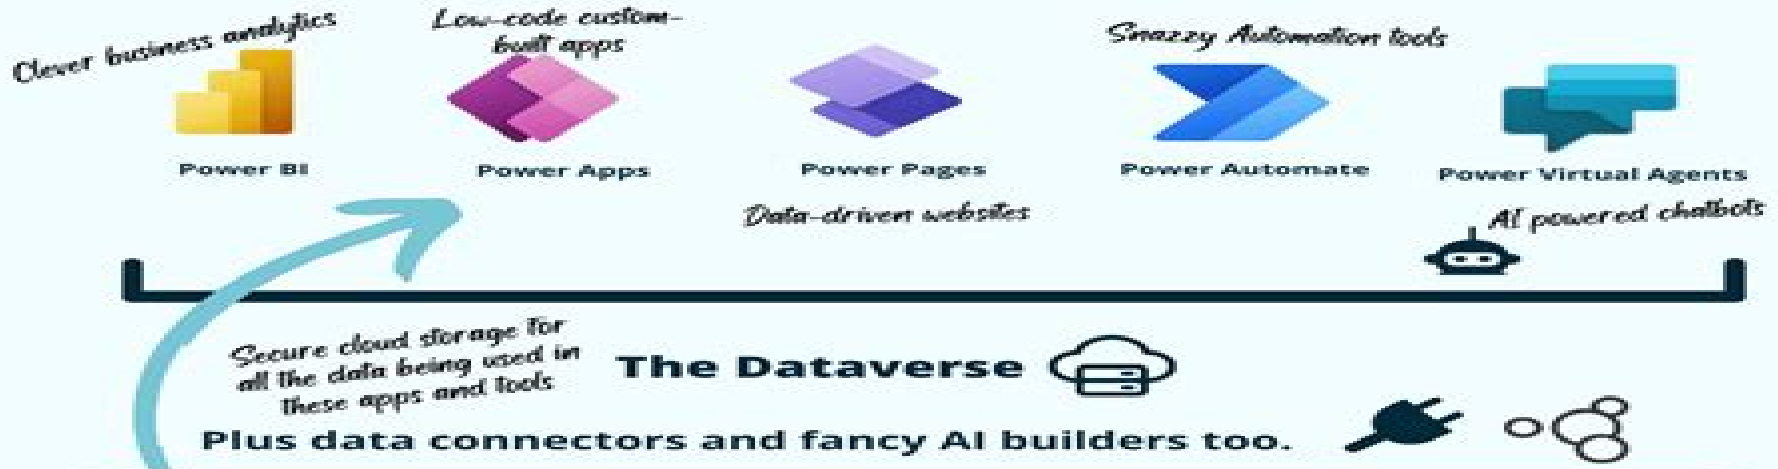 Clever business analytics
Low-code custom-
built apps
Snazzy Automation tools
Power BI
Power Apps
Power Pages
Power Automate
Power Virtual Agents
Data-driven websites
AI powered chatbots
Secure cloud storage for
all the data being used in
these apps and tools
The Dataverse
Plus data connectors and fancy AI builders too.